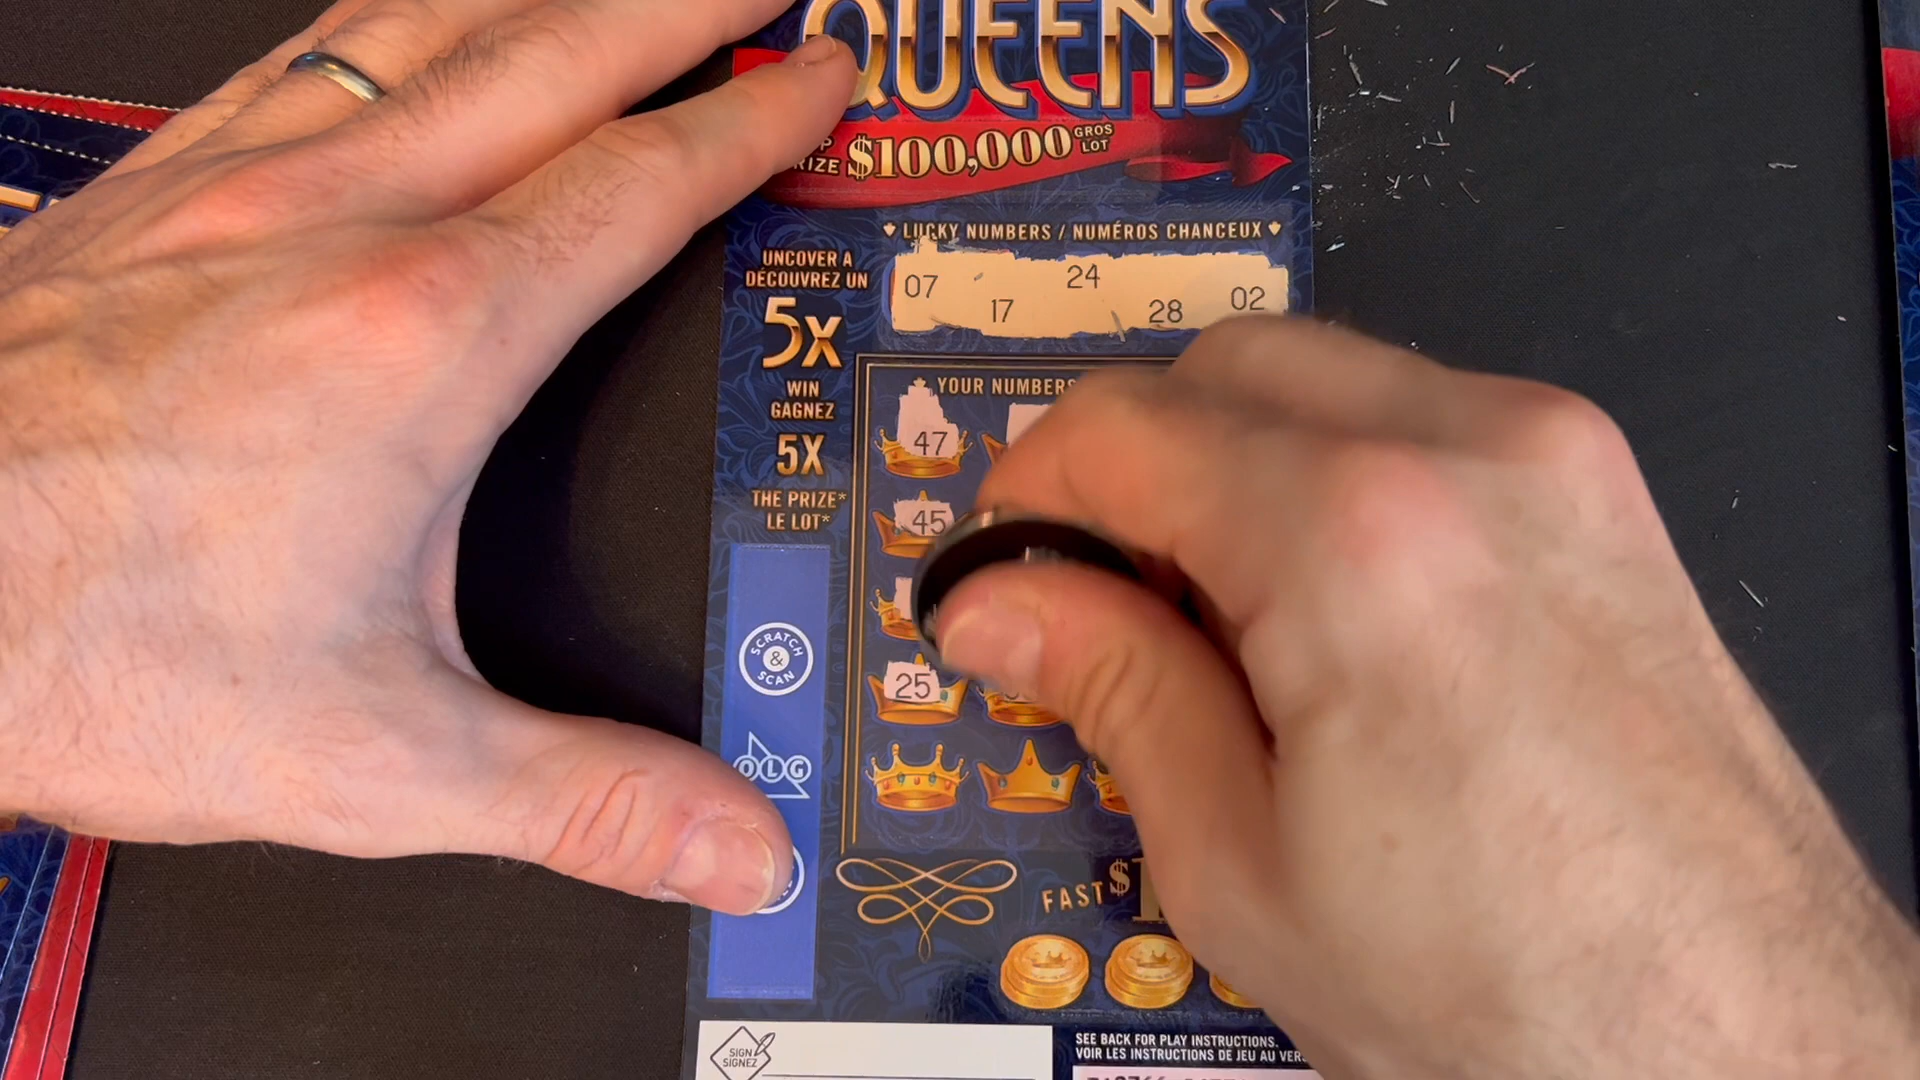 QUEENS
$100,000 GROS LOT
LUCKY NUMBERS / NUMÉROS CHANCEUX
07 17 24 28 02
UNCOVER A
DÉCOUVREZ UN
5X
WIN
GAGNEZ
5X
THE PRIZE*
LE LOT*
YOUR NUMBERS
47
45
25
SCRATCH & SCAN
OLG
FAST $1
SIGN
SIGNEZ
SEE BACK FOR PLAY INSTRUCTIONS.
VOIR LES INSTRUCTIONS DE JEU AU